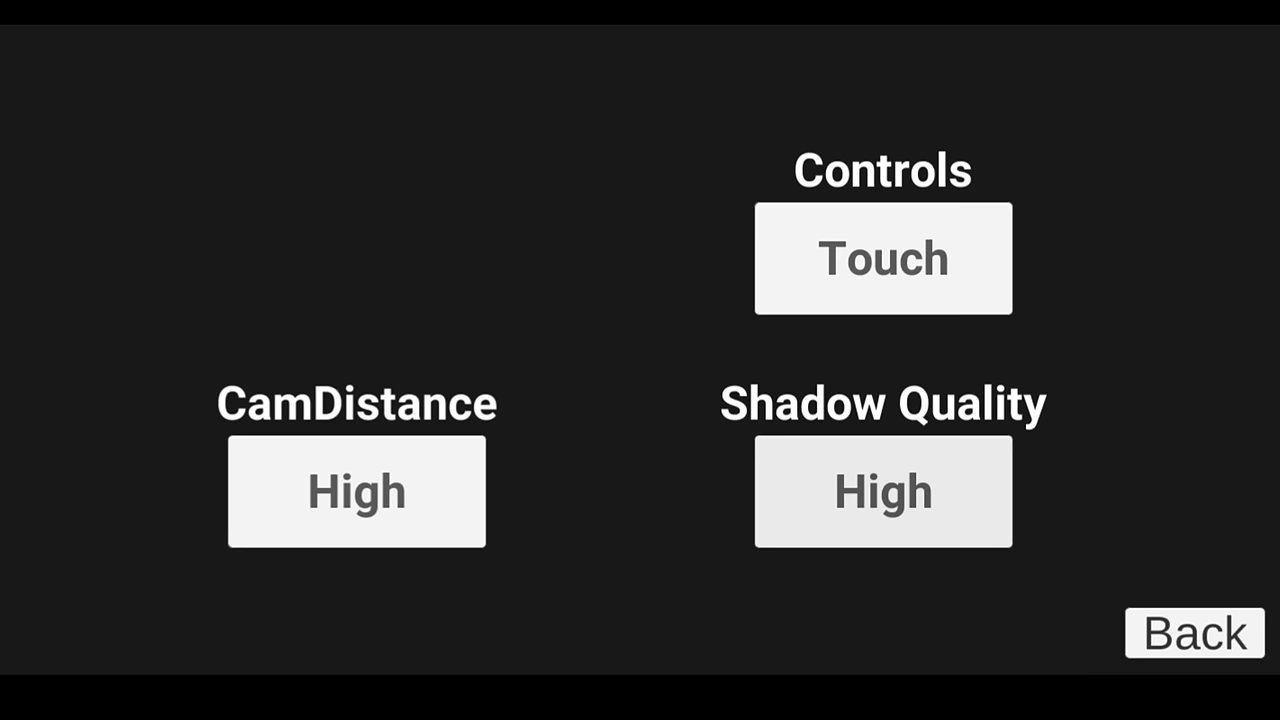 Controls
Touch
CamDistance
High
Shadow Quality
High
Back